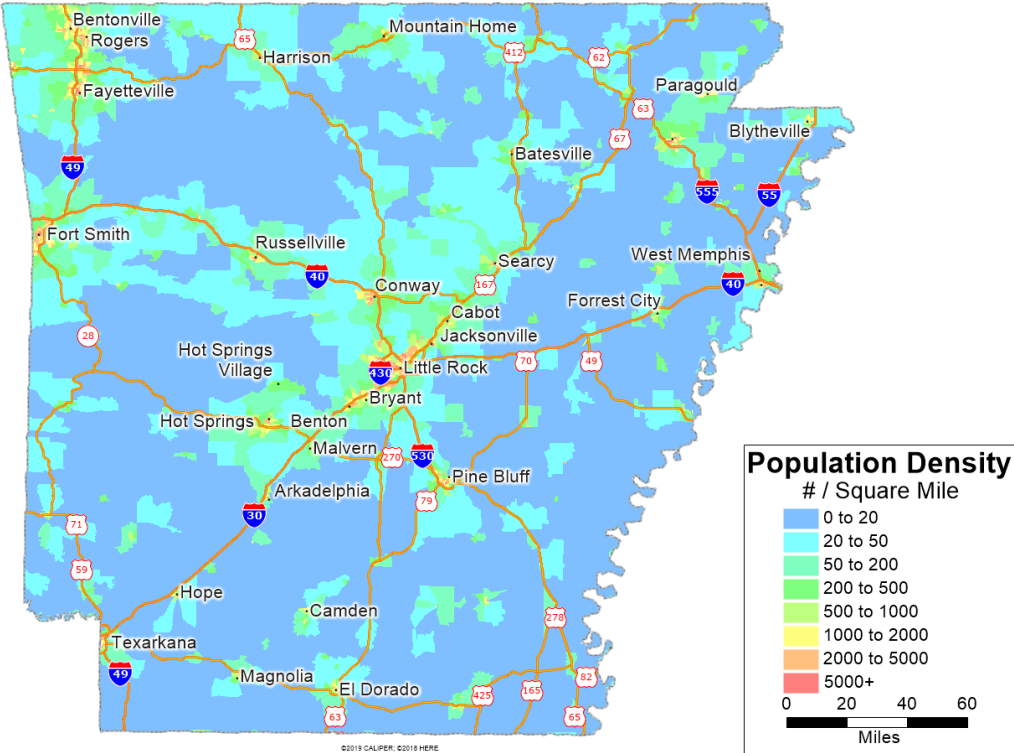 Bentonville
Rogers
65
Mountain Home
412
62
Harrison
Fayetteville
Paragould
63
Blytheville
67
Batesville
49
555
55
Fort Smith
Russellville
40
Searcy
West Memphis
167
40
Conway
Forrest City
Cabot
28
Jacksonville
Hot Springs
Village
430
Little Rock
70
49
Bryant
Hot Springs
Benton
Malvern
270
530
Pine Bluff
Arkadelphia
79
30
71
59
Hope
Camden
278
Texarkana
49
Magnolia
El Dorado
82
425
165
63
65
Population Density
# / Square Mile
0 to 20
20 to 50
50 to 200
200 to 500
500 to 1000
1000 to 2000
2000 to 5000
5000+
0 20 40 60
Miles
©2019 CALIPER; ©2018 HERE